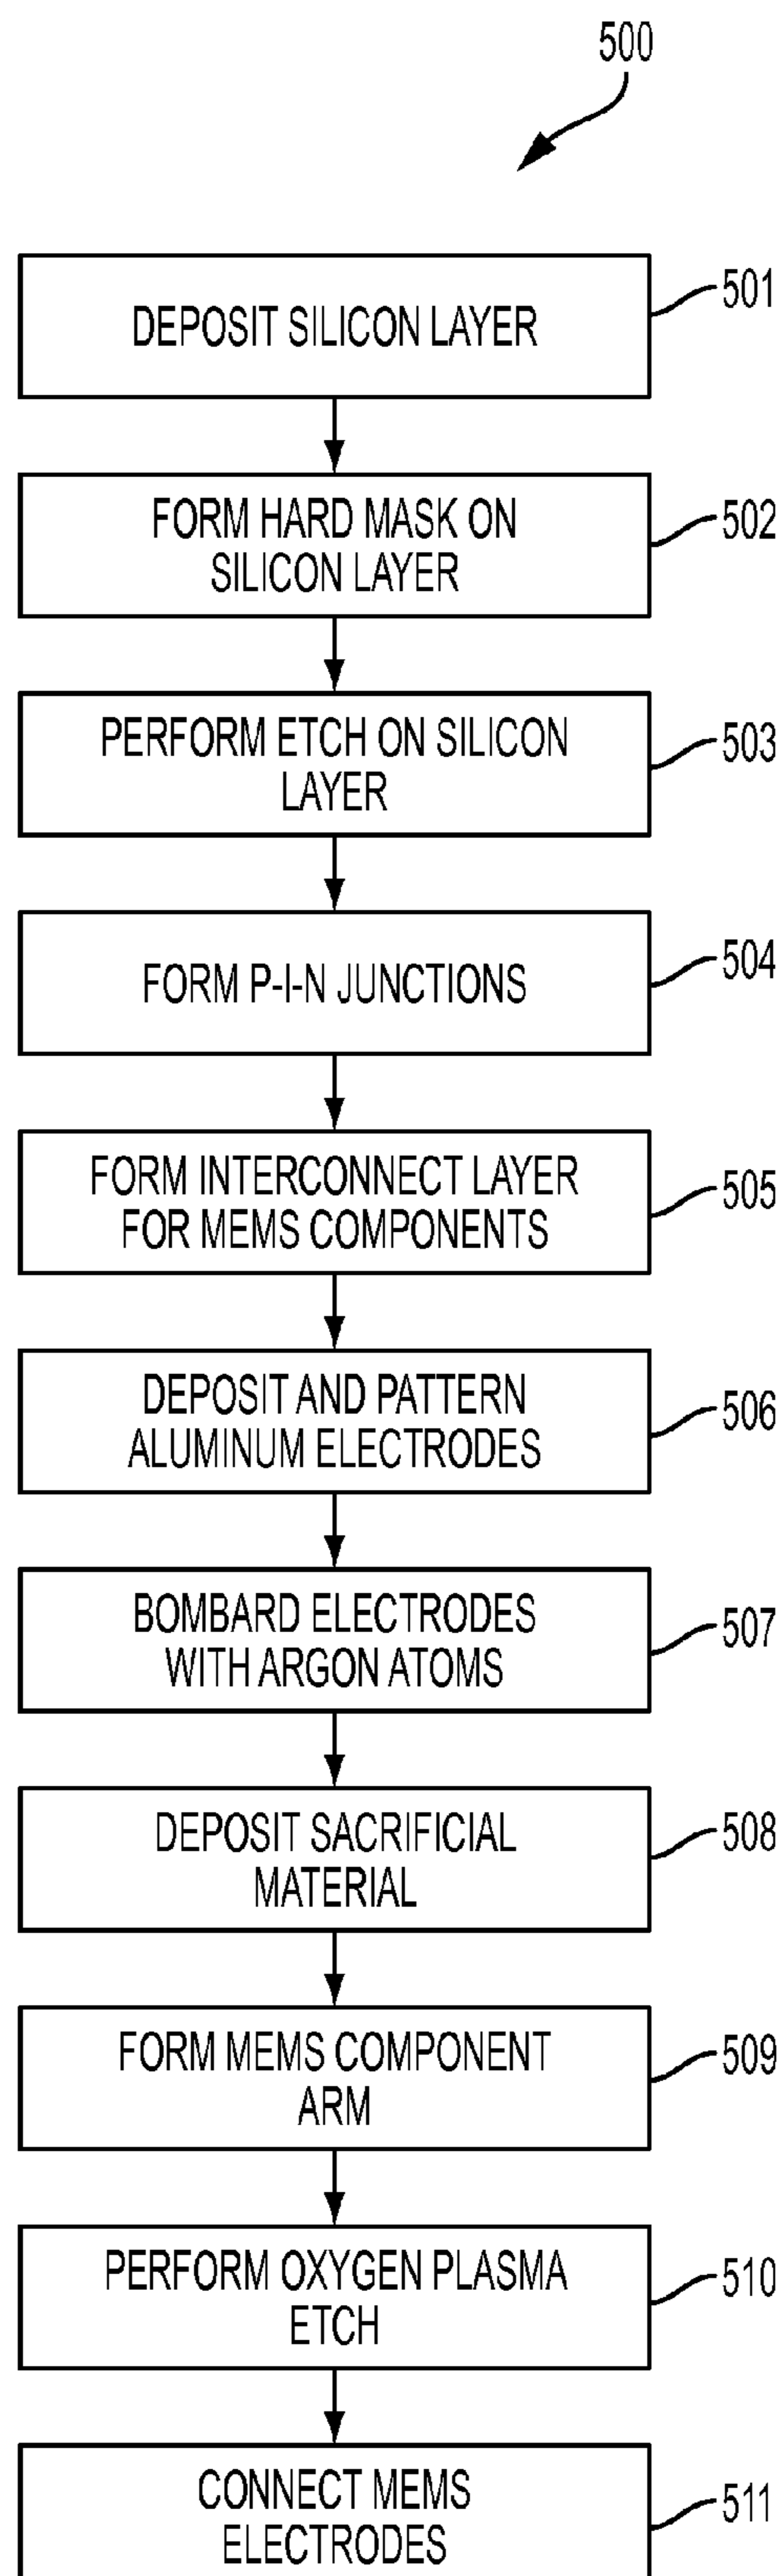 500
DEPOSIT SILICON LAYER
501
FORM HARD MASK ON
SILICON LAYER
502
PERFORM ETCH ON SILICON
LAYER
503
FORM P-I-N JUNCTIONS
504
FORM INTERCONNECT LAYER
FOR MEMS COMPONENTS
505
DEPOSIT AND PATTERN
ALUMINUM ELECTRODES
506
BOMBARD ELECTRODES
WITH ARGON ATOMS
507
DEPOSIT SACRIFICIAL
MATERIAL
508
FORM MEMS COMPONENT
ARM
509
PERFORM OXYGEN PLASMA
ETCH
510
CONNECT MEMS
ELECTRODES
511